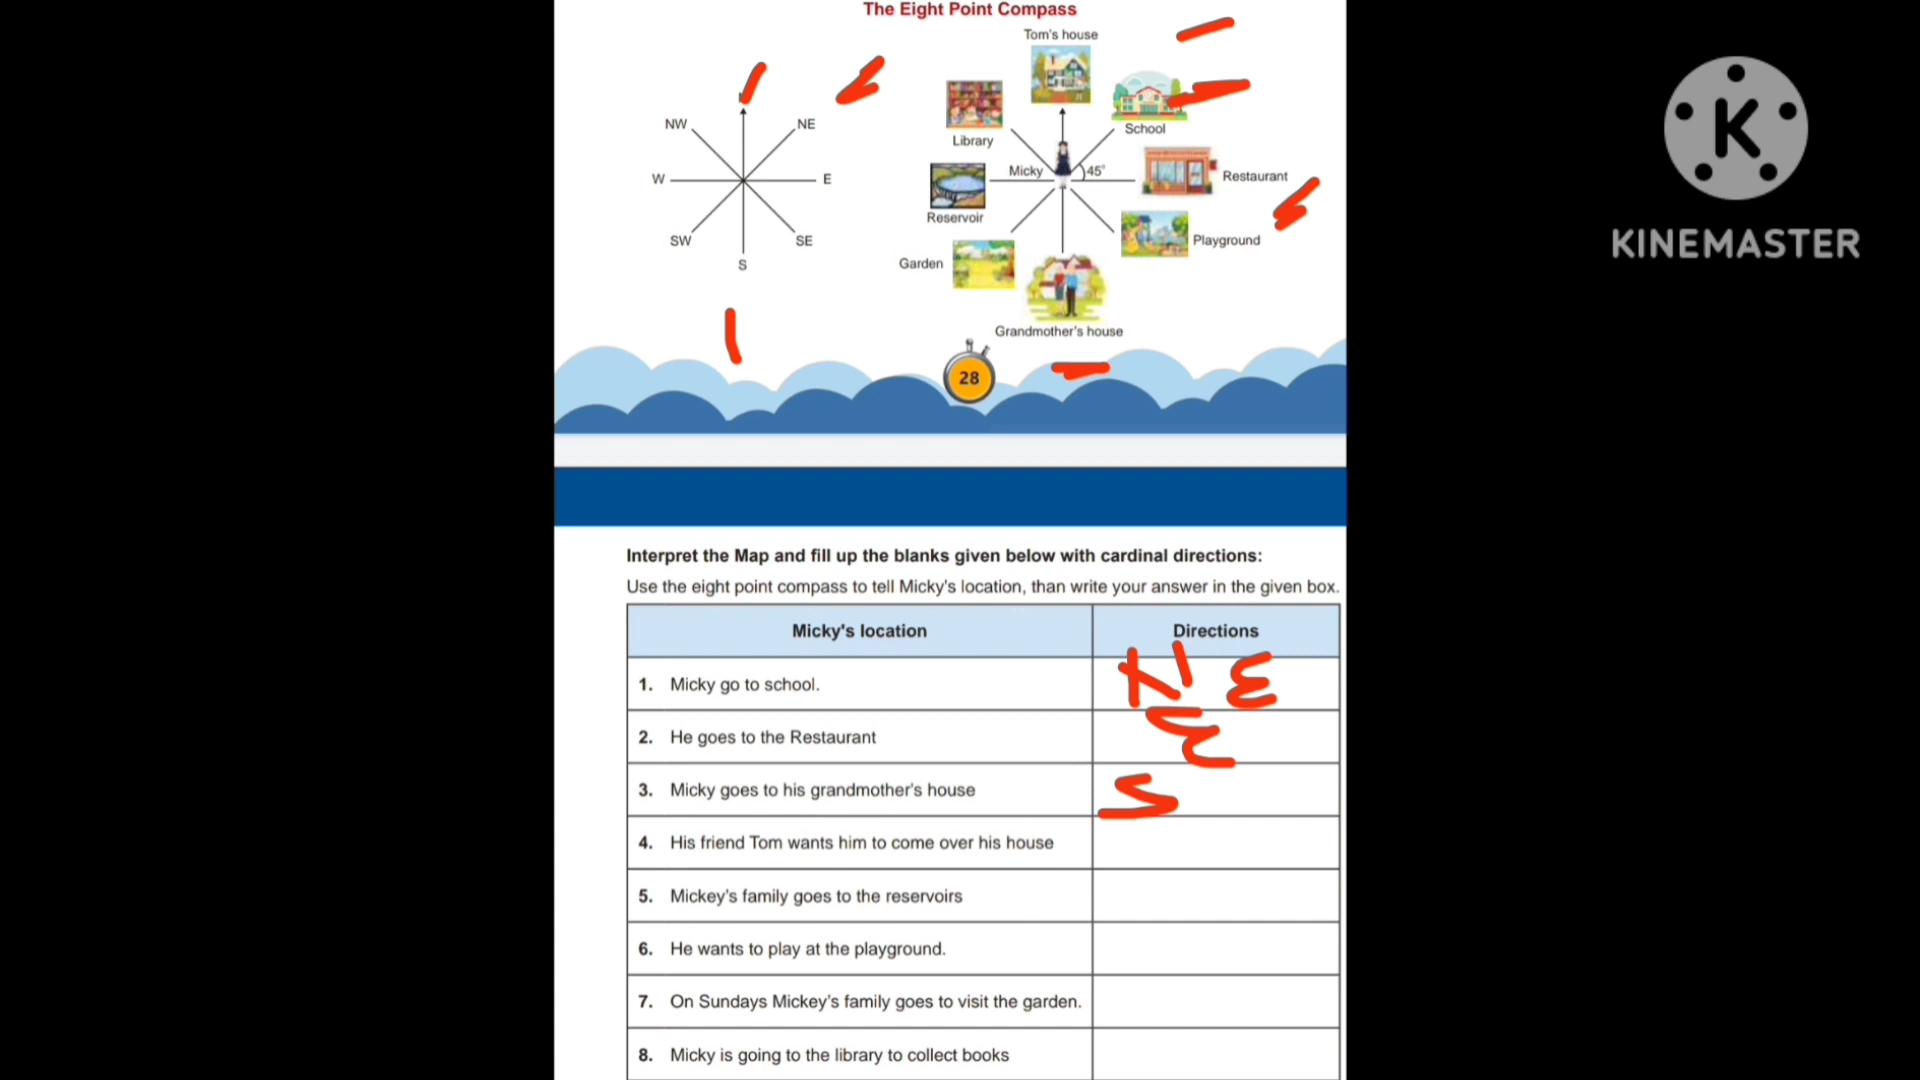 The Eight Point Compass
Tom's house
NW
NE
Library
School
K
W
E
Micky
45°
Restaurant
Reservoir
KINEMASTER
SW
SE
Playground
S
Garden
Grandmother's house
28
Interpret the Map and fill up the blanks given below with cardinal directions:
Use the eight point compass to tell Micky's location, than write your answer in the given box.
Micky's location Directions
1. Micky go to school. N E
2. He goes to the Restaurant E
3. Micky goes to his grandmother's house S
4. His friend Tom wants him to come over his house
5. Mickey's family goes to the reservoirs
6. He wants to play at the playground.
7. On Sundays Mickey's family goes to visit the garden.
8. Micky is going to the library to collect books